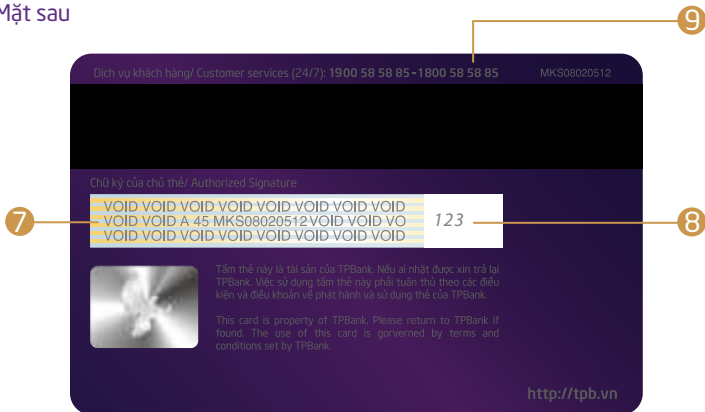 Mặt sau
9
Dịch vụ khách hàng/ Customer services (24/7): 1900 58 58 85 - 1800 58 58 85 MKS08020512
Chữ ký của chủ thẻ/ Authorized Signature
VOID VOID VOID VOID VOID VOID VOID VOID
7 VOID VOID A 45 MKS08020512 VOID VOID VO 123 8
VOID VOID VOID VOID VOID VOID VOID VOID
Tấm thẻ này là tài sản của TPBank. Nếu ai nhặt được xin trả lại
TPBank. Việc sử dụng tấm thẻ này phải tuân thủ theo các điều
kiện và điều khoản về phát hành và sử dụng thẻ của TPBank.
This card is property of TPBank. Please return to TPBank if
found. The use of this card is gorverned by terms and
conditions set by TPBank.
http://tpb.vn